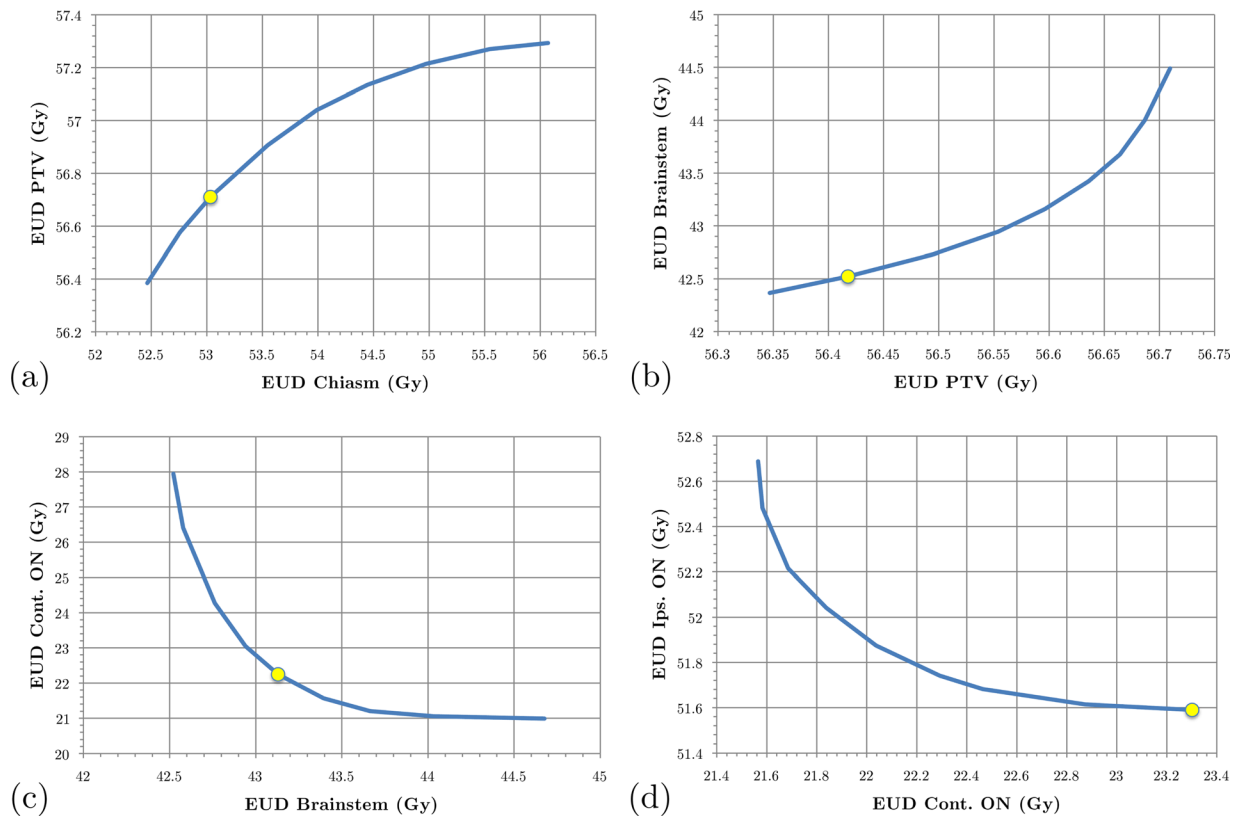 57.4
57.2
57
56.8
56.6
56.4
56.2
EUD PTV (Gy)
52 52.5 53 53.5 54 54.5 55 55.5 56 56.5
EUD Chiasm (Gy)
(a)
45
44.5
44
43.5
43
42.5
42
EUD Brainstem (Gy)
56.3 56.35 56.4 56.45 56.5 56.55 56.6 56.65 56.7 56.75
EUD PTV (Gy)
(b)
29
28
27
26
25
24
23
22
21
20
EUD Cont. ON (Gy)
42 42.5 43 43.5 44 44.5 45
EUD Brainstem (Gy)
(c)
52.8
52.6
52.4
52.2
52
51.8
51.6
51.4
EUD Ips. ON (Gy)
21.4 21.6 21.8 22 22.2 22.4 22.6 22.8 23 23.2 23.4
EUD Cont. ON (Gy)
(d)